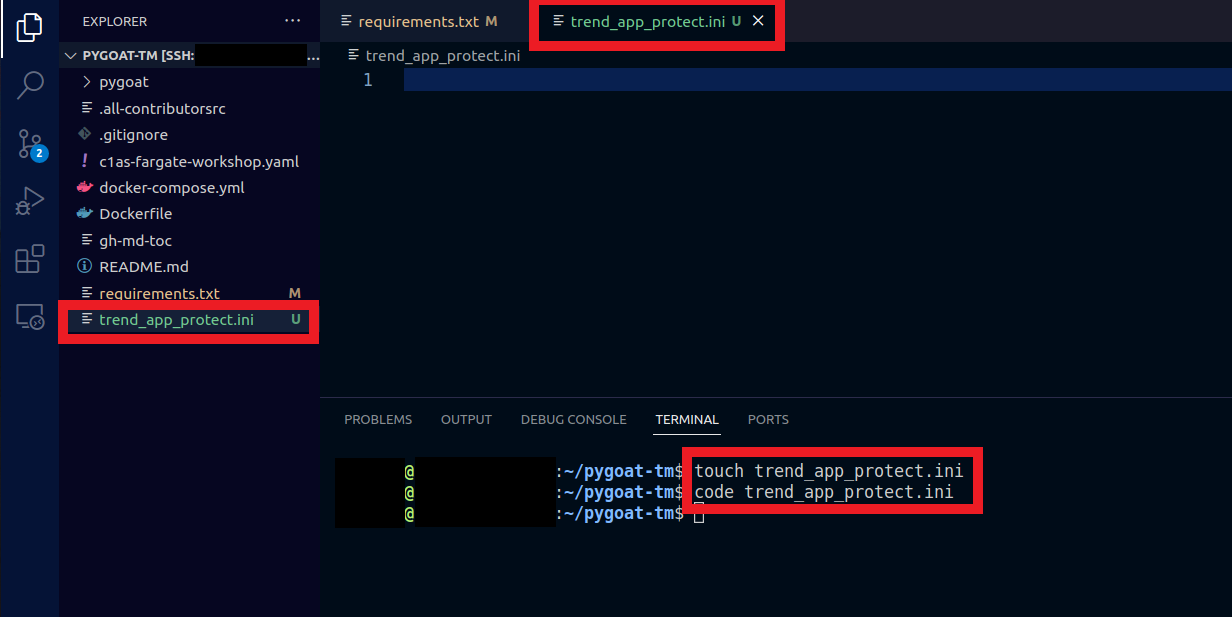 EXPLORER ...
requirements.txt M
trend_app_protect.ini U
PYGOAT-TM [SSH: ...
trend_app_protect.ini
1
pygoat
.all-contributorsrc
.gitignore
! c1as-fargate-workshop.yaml
docker-compose.yml
Dockerfile
gh-md-toc
README.md
requirements.txt M
trend_app_protect.ini U
2
PROBLEMS OUTPUT DEBUG CONSOLE TERMINAL PORTS
@ :~/pygoat-tm$ touch trend_app_protect.ini
@ :~/pygoat-tm$ code trend_app_protect.ini
@ :~/pygoat-tm$